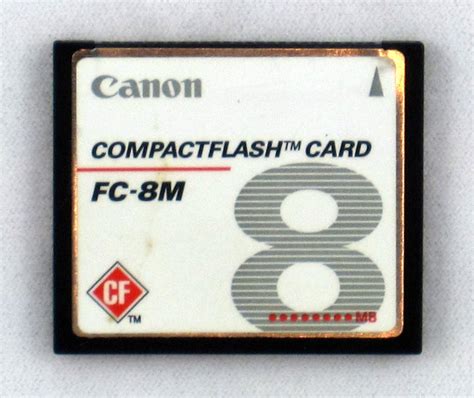 Canon
COMPACTFLASH™ CARD
FC-8M
8
CF
™
MB